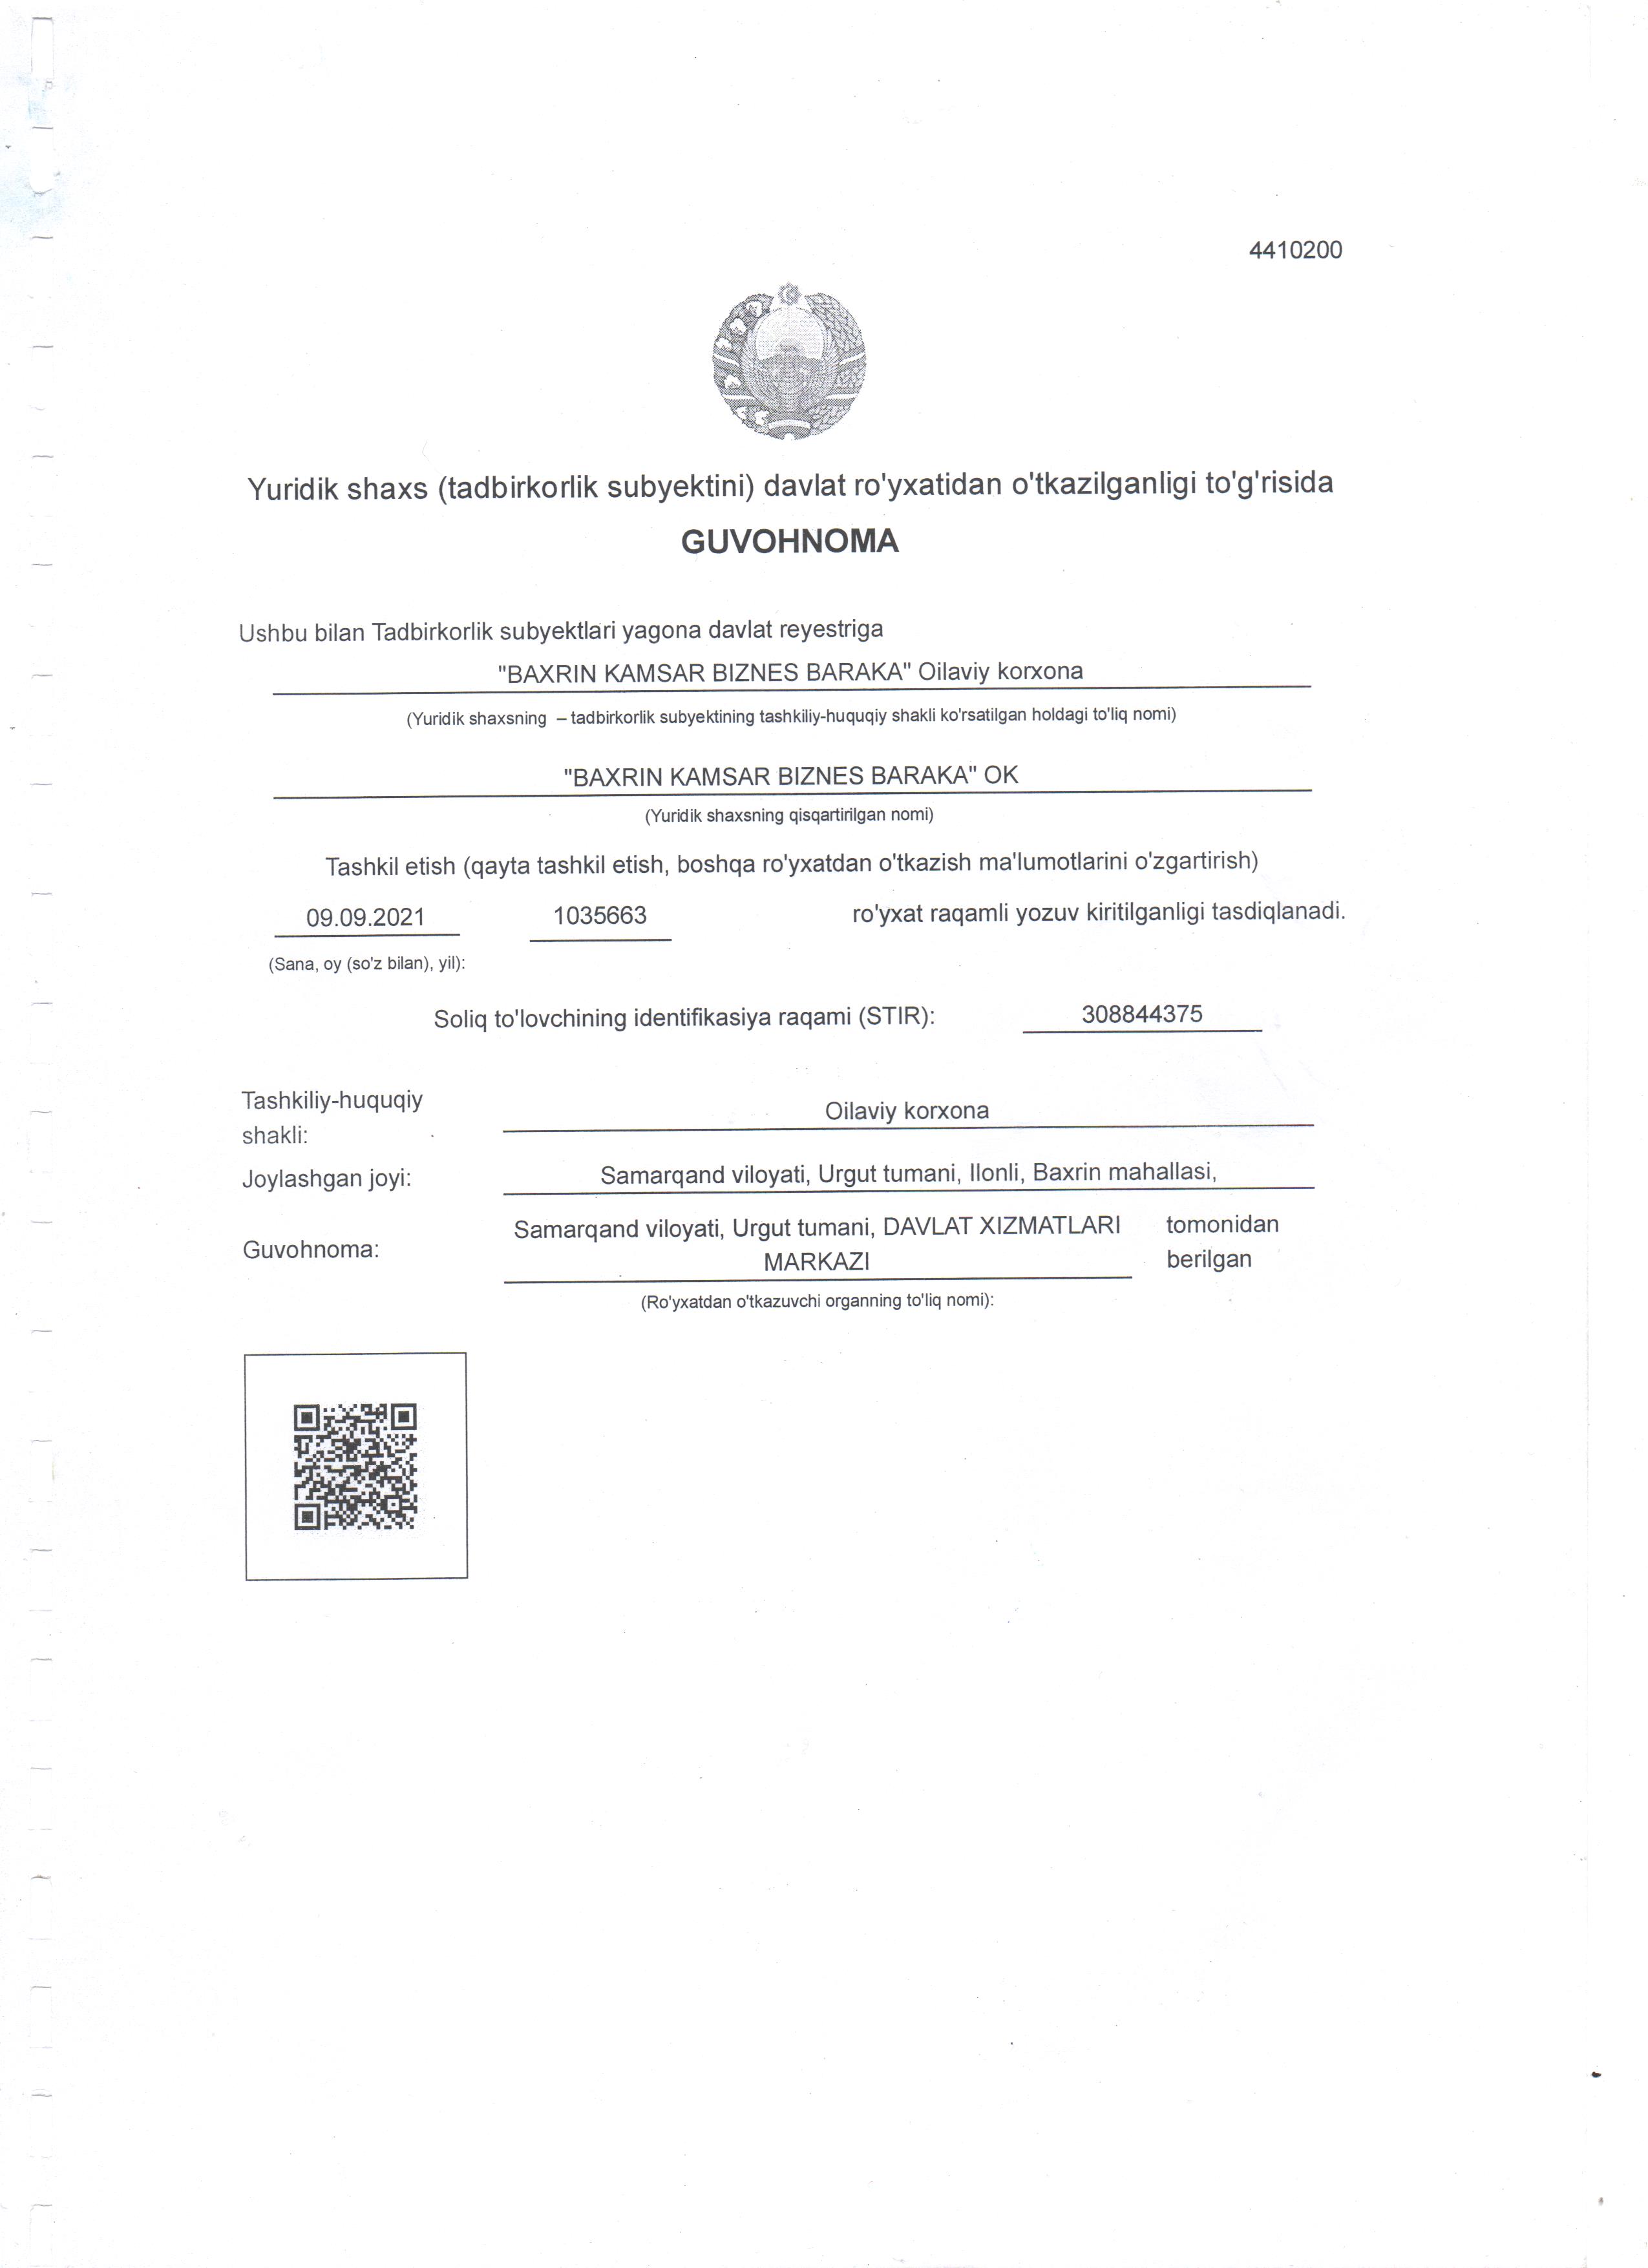 4410200
Yuridik shaxs (tadbirkorlik subyektini) davlat ro'yxatidan o'tkazilganligi to'g'risida
GUVOHNOMA
Ushbu bilan Tadbirkorlik subyektlari yagona davlat reyestriga
"BAXRIN KAMSAR BIZNES BARAKA" Oilaviy korxona
(Yuridik shaxsning – tadbirkorlik subyektining tashkiliy-huquqiy shakli ko'rsatilgan holdagi to'liq nomi)
"BAXRIN KAMSAR BIZNES BARAKA" OK
(Yuridik shaxsning qisqartirilgan nomi)
Tashkil etish (qayta tashkil etish, boshqa ro'yxatdan o'tkazish ma'lumotlarini o'zgartirish)
09.09.2021 1035663 ro'yxat raqamli yozuv kiritilganligi tasdiqlanadi.
(Sana, oy (so'z bilan), yil):
Soliq to'lovchining identifikasiya raqami (STIR): 308844375
Tashkiliy-huquqiy
shakli:
Oilaviy korxona
Joylashgan joyi: Samarqand viloyati, Urgut tumani, Ilonli, Baxrin mahallasi,
Guvohnoma:
Samarqand viloyati, Urgut tumani, DAVLAT XIZMATLARI
MARKAZI
tomonidan
berilgan
(Ro'yxatdan o'tkazuvchi organning to'liq nomi):